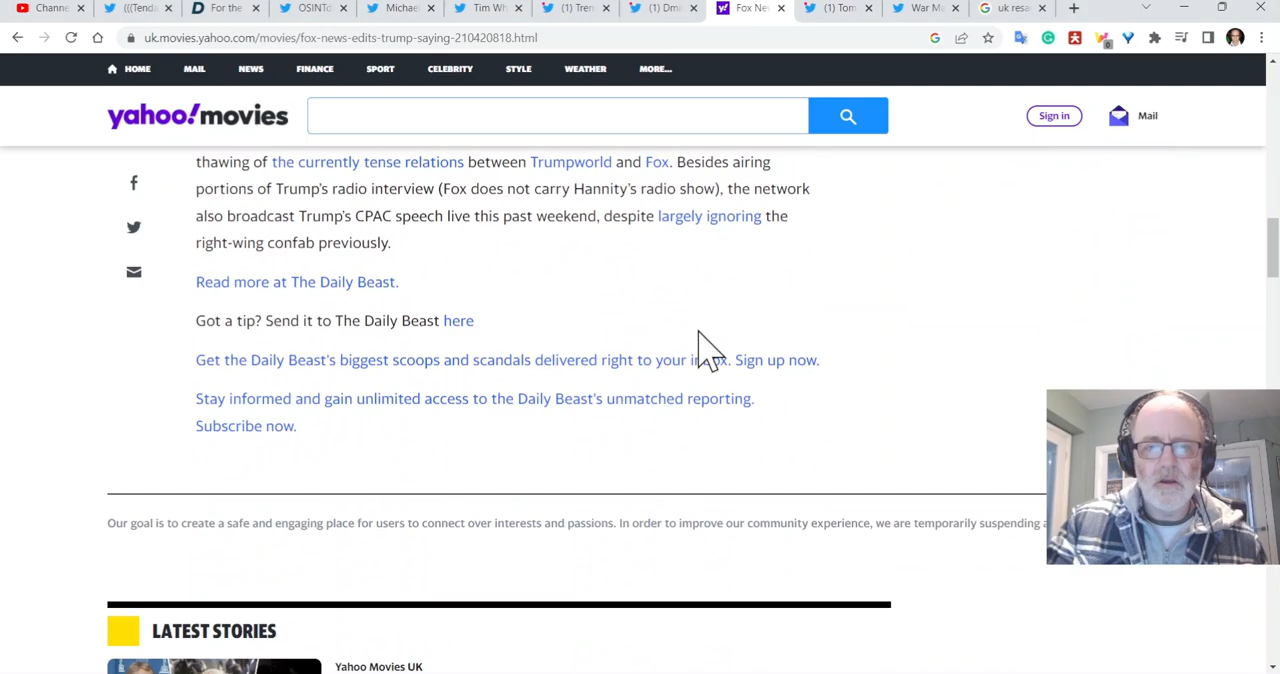 Channe
(((Tenda
For the
OSINTd
Michae
Tim Wh
(1) Tren
(1) Dmi
Fox Ne
(1) Tom
War M
uk resa
uk.movies.yahoo.com/movies/fox-news-edits-trump-saying-210420818.html
0
HOME MAIL NEWS FINANCE SPORT CELEBRITY STYLE WEATHER MORE...
yahoo!movies
Sign in
Mail
thawing of the currently tense relations between Trumpworld and Fox. Besides airing
portions of Trump's radio interview (Fox does not carry Hannity's radio show), the network
also broadcast Trump's CPAC speech live this past weekend, despite largely ignoring the
right-wing confab previously.
Read more at The Daily Beast.
Got a tip? Send it to The Daily Beast here
Get the Daily Beast's biggest scoops and scandals delivered right to your inbox. Sign up now.
Stay informed and gain unlimited access to the Daily Beast's unmatched reporting.
Subscribe now.
Our goal is to create a safe and engaging place for users to connect over interests and passions. In order to improve our community experience, we are temporarily suspending a
LATEST STORIES
Yahoo Movies UK